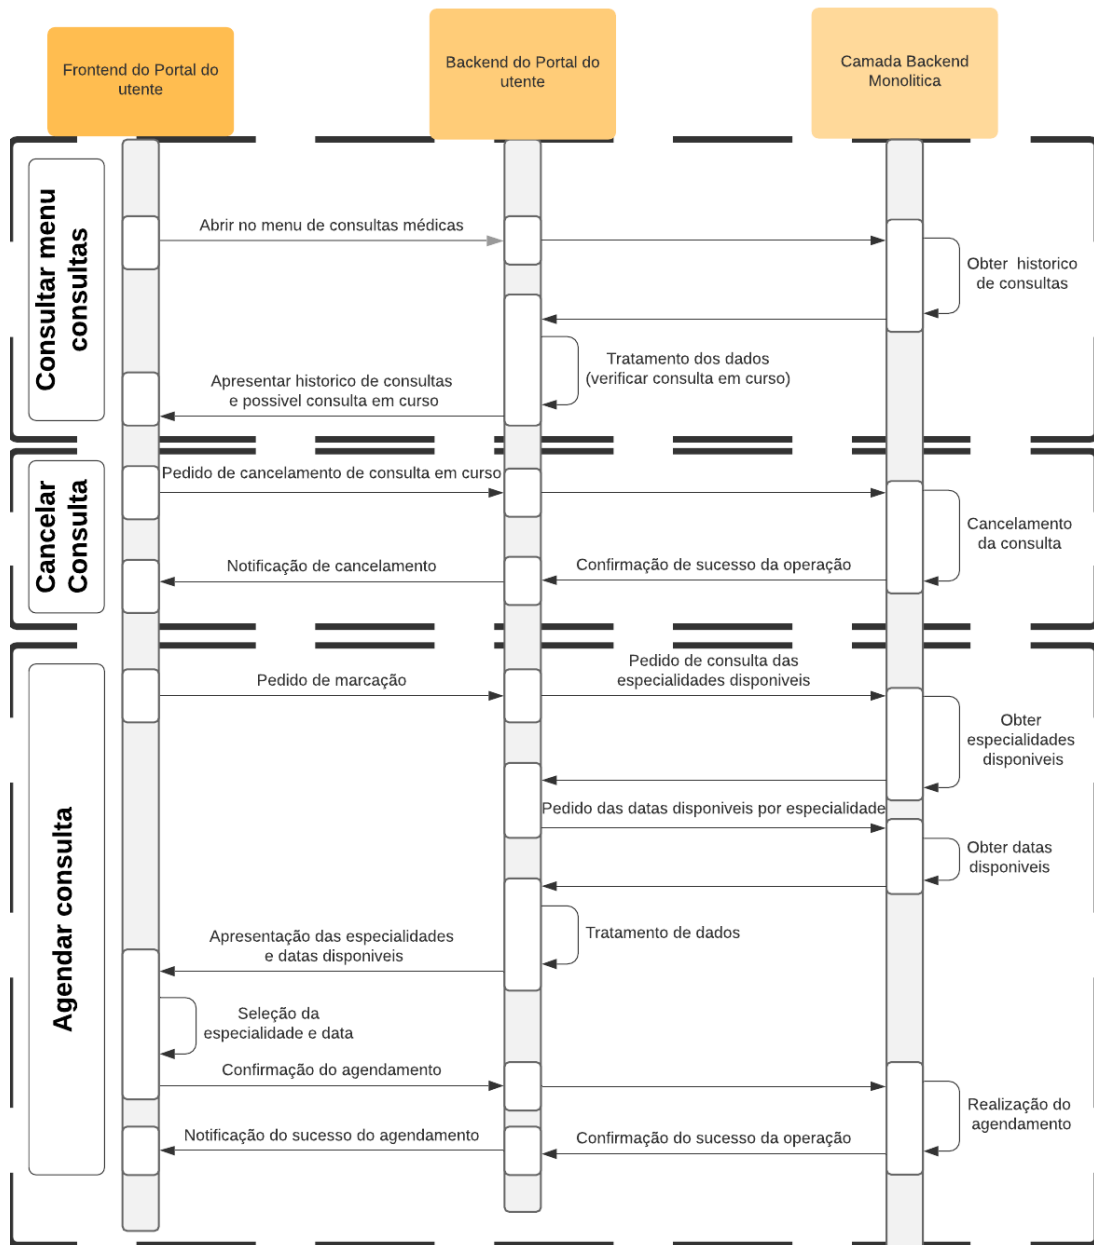 Frontend do Portal do
utente
Backend do Portal do
utente
Camada Backend
Monolitica
Consultar menu
consultas
Abrir no menu de consultas médicas
Obter historico
de consultas
Tratamento dos dados
(verificar consulta em curso)
Apresentar historico de consultas
e possivel consulta em curso
Cancelar
Consulta
Pedido de cancelamento de consulta em curso
Cancelamento
da consulta
Notificação de cancelamento
Confirmação de sucesso da operação
Agendar consulta
Pedido de marcação
Pedido de consulta das
especialidades disponiveis
Obter
especialidades
disponiveis
Pedido das datas disponiveis por especialidade
Obter datas
disponiveis
Tratamento de dados
Apresentação das especialidades
e datas disponiveis
Seleção da
especialidade e data
Confirmação do agendamento
Realização do
agendamento
Notificação do sucesso do agendamento
Confirmação do sucesso da operação